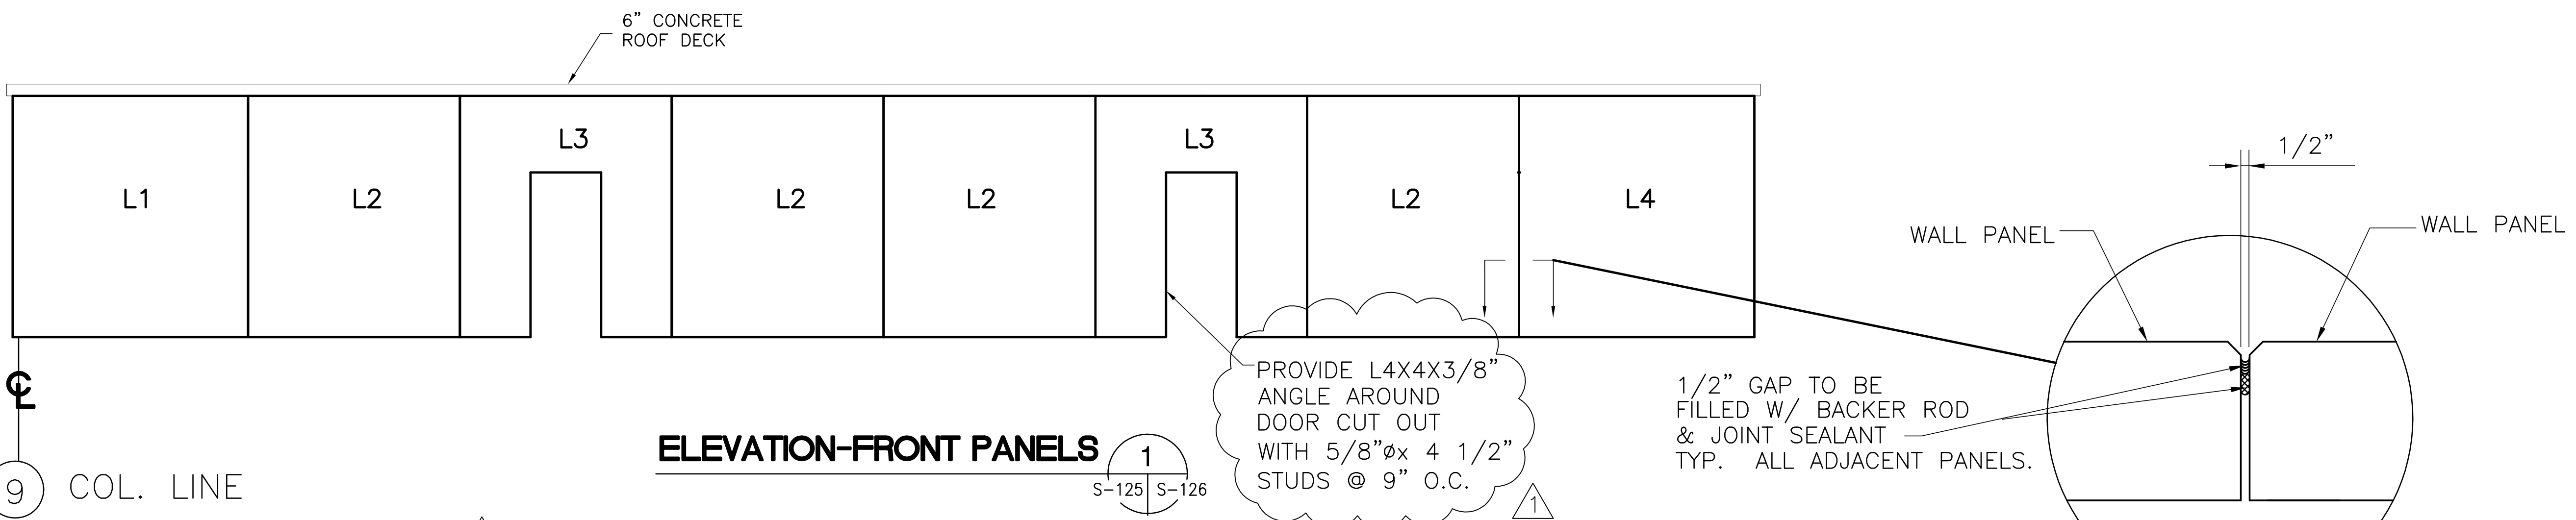 6" CONCRETE
ROOF DECK
L1
L2
L3
L2
L2
L3
L2
L4
1/2"
WALL PANEL
WALL PANEL
PROVIDE L4X4X3/8"
ANGLE AROUND
DOOR CUT OUT
WITH 5/8"øx 4 1/2"
STUDS @ 9" O.C.
1
1/2" GAP TO BE
FILLED W/ BACKER ROD
& JOINT SEALANT
TYP. ALL ADJACENT PANELS.
℄
9 COL. LINE
ELEVATION-FRONT PANELS
1
S-125 S-126